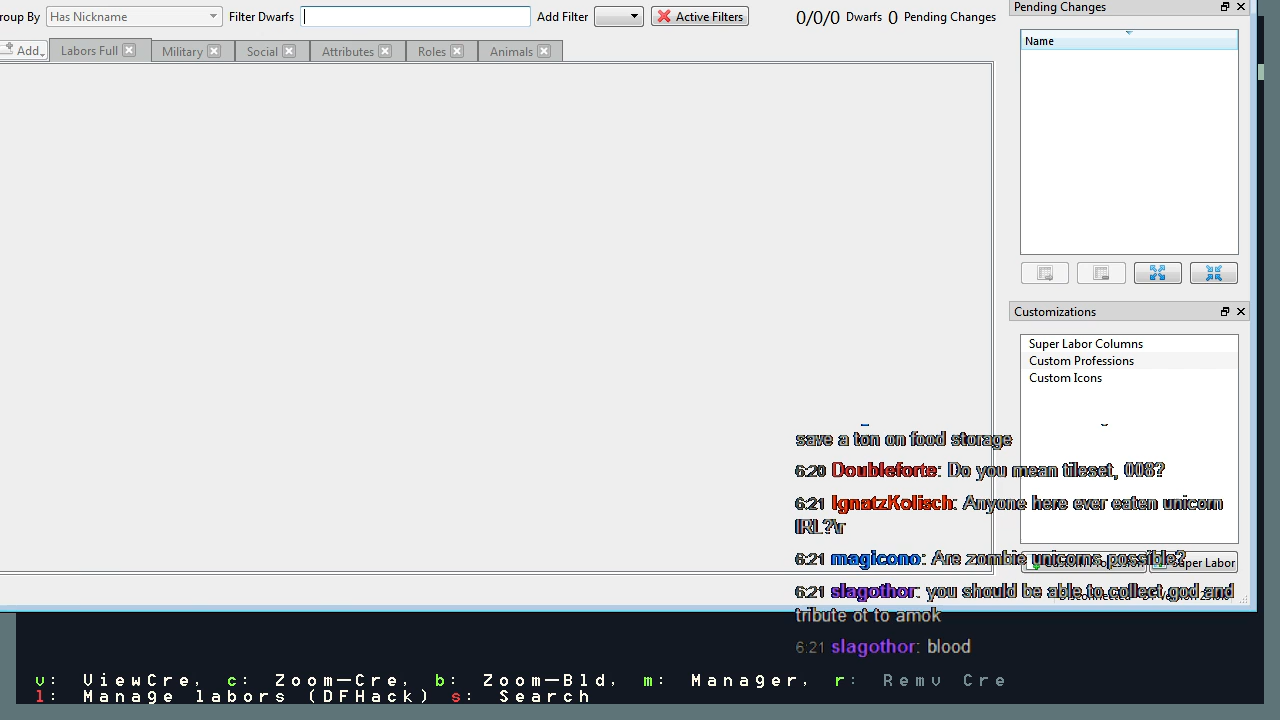 roup By Has Nickname Filter Dwarfs Add Filter Active Filters 0/0/0 Dwarfs 0 Pending Changes
Add Labors Full Military Social Attributes Roles Animals
Pending Changes
Name
Customizations
Super Labor Columns
Custom Professions
Custom Icons
save a ton on food storage
6:20 Doubleforte: Do you mean tileset, 008?
6:21 IgnatzKolisch: Anyone here ever eaten unicorn
IRL?\r
6:21 magicono: Are zombie unicorns possible?
Super Labor
6:21 slagothor: you should be able to collect god and
tribute ot to amok
6:21 slagothor: blood
v: ViewCre, c: Zoom-Cre, b: Zoom-Bld, m: Manager, r: Remv Cre
l: Manage labors (DFHack) s: Search